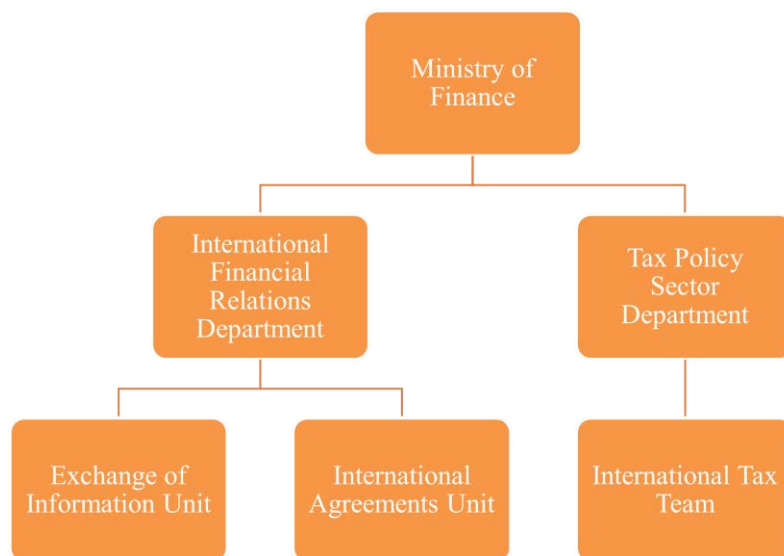 Ministry of
Finance
International
Financial
Relations
Department
Tax Policy
Sector
Department
Exchange of
Information Unit
International
Agreements Unit
International Tax
Team